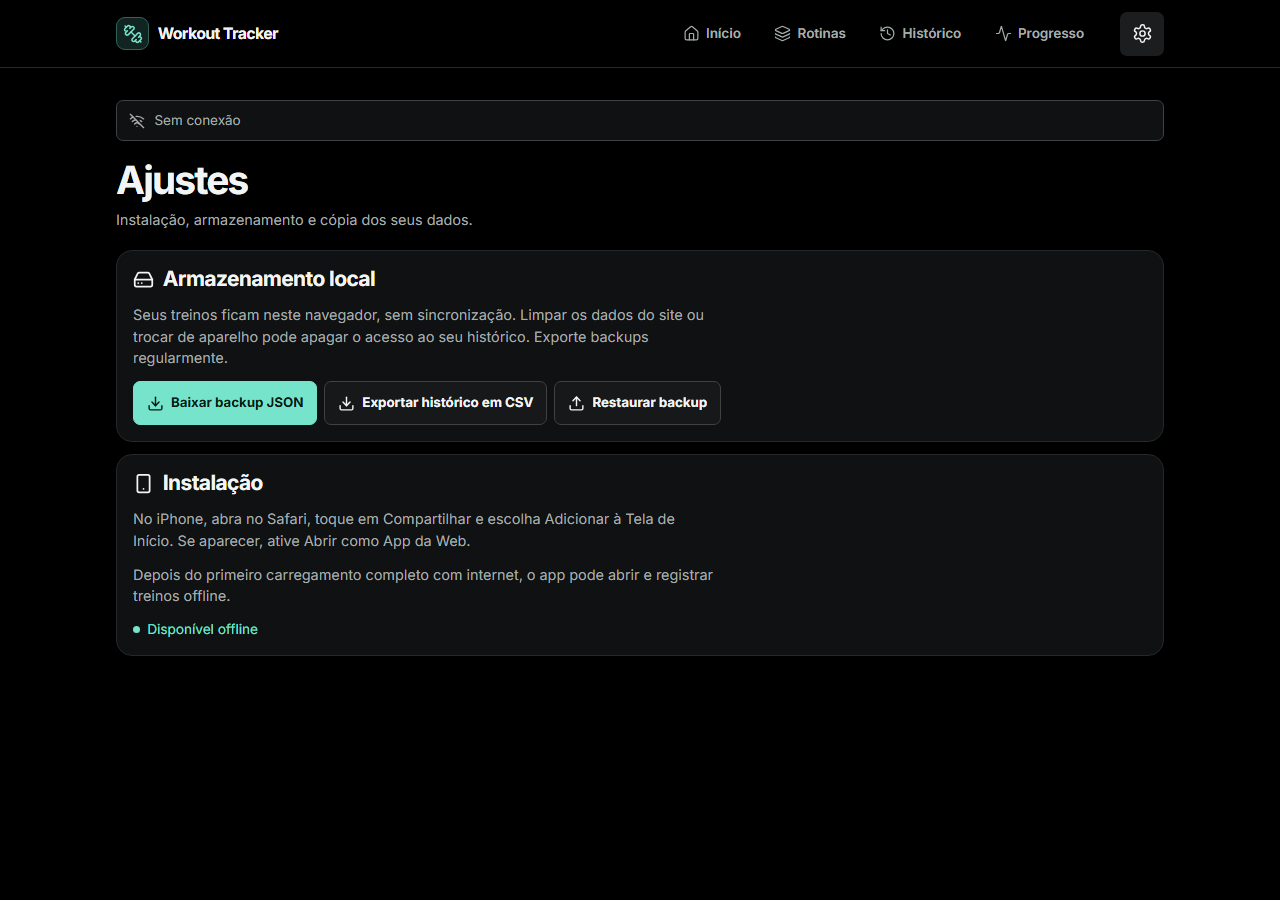 Workout Tracker
Início
Rotinas
Histórico
Progresso
Sem conexão
Ajustes
Instalação, armazenamento e cópia dos seus dados.
Armazenamento local
Seus treinos ficam neste navegador, sem sincronização. Limpar os dados do site ou
trocar de aparelho pode apagar o acesso ao seu histórico. Exporte backups
regularmente.
Baixar backup JSON
Exportar histórico em CSV
Restaurar backup
Instalação
No iPhone, abra no Safari, toque em Compartilhar e escolha Adicionar à Tela de
Início. Se aparecer, ative Abrir como App da Web.
Depois do primeiro carregamento completo com internet, o app pode abrir e registrar
treinos offline.
Disponível offline